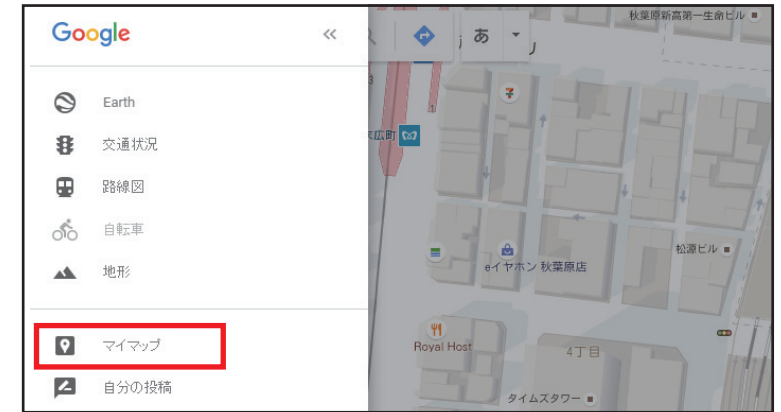 Google
Earth
交通状況
路線図
自転車
地形
マイマップ
自分の投稿
あ
秋葉原新高第一生命ビル
3
1
広町
松源ビル
eイヤホン 秋葉原店
Royal Host
4丁目
タイムズタワー